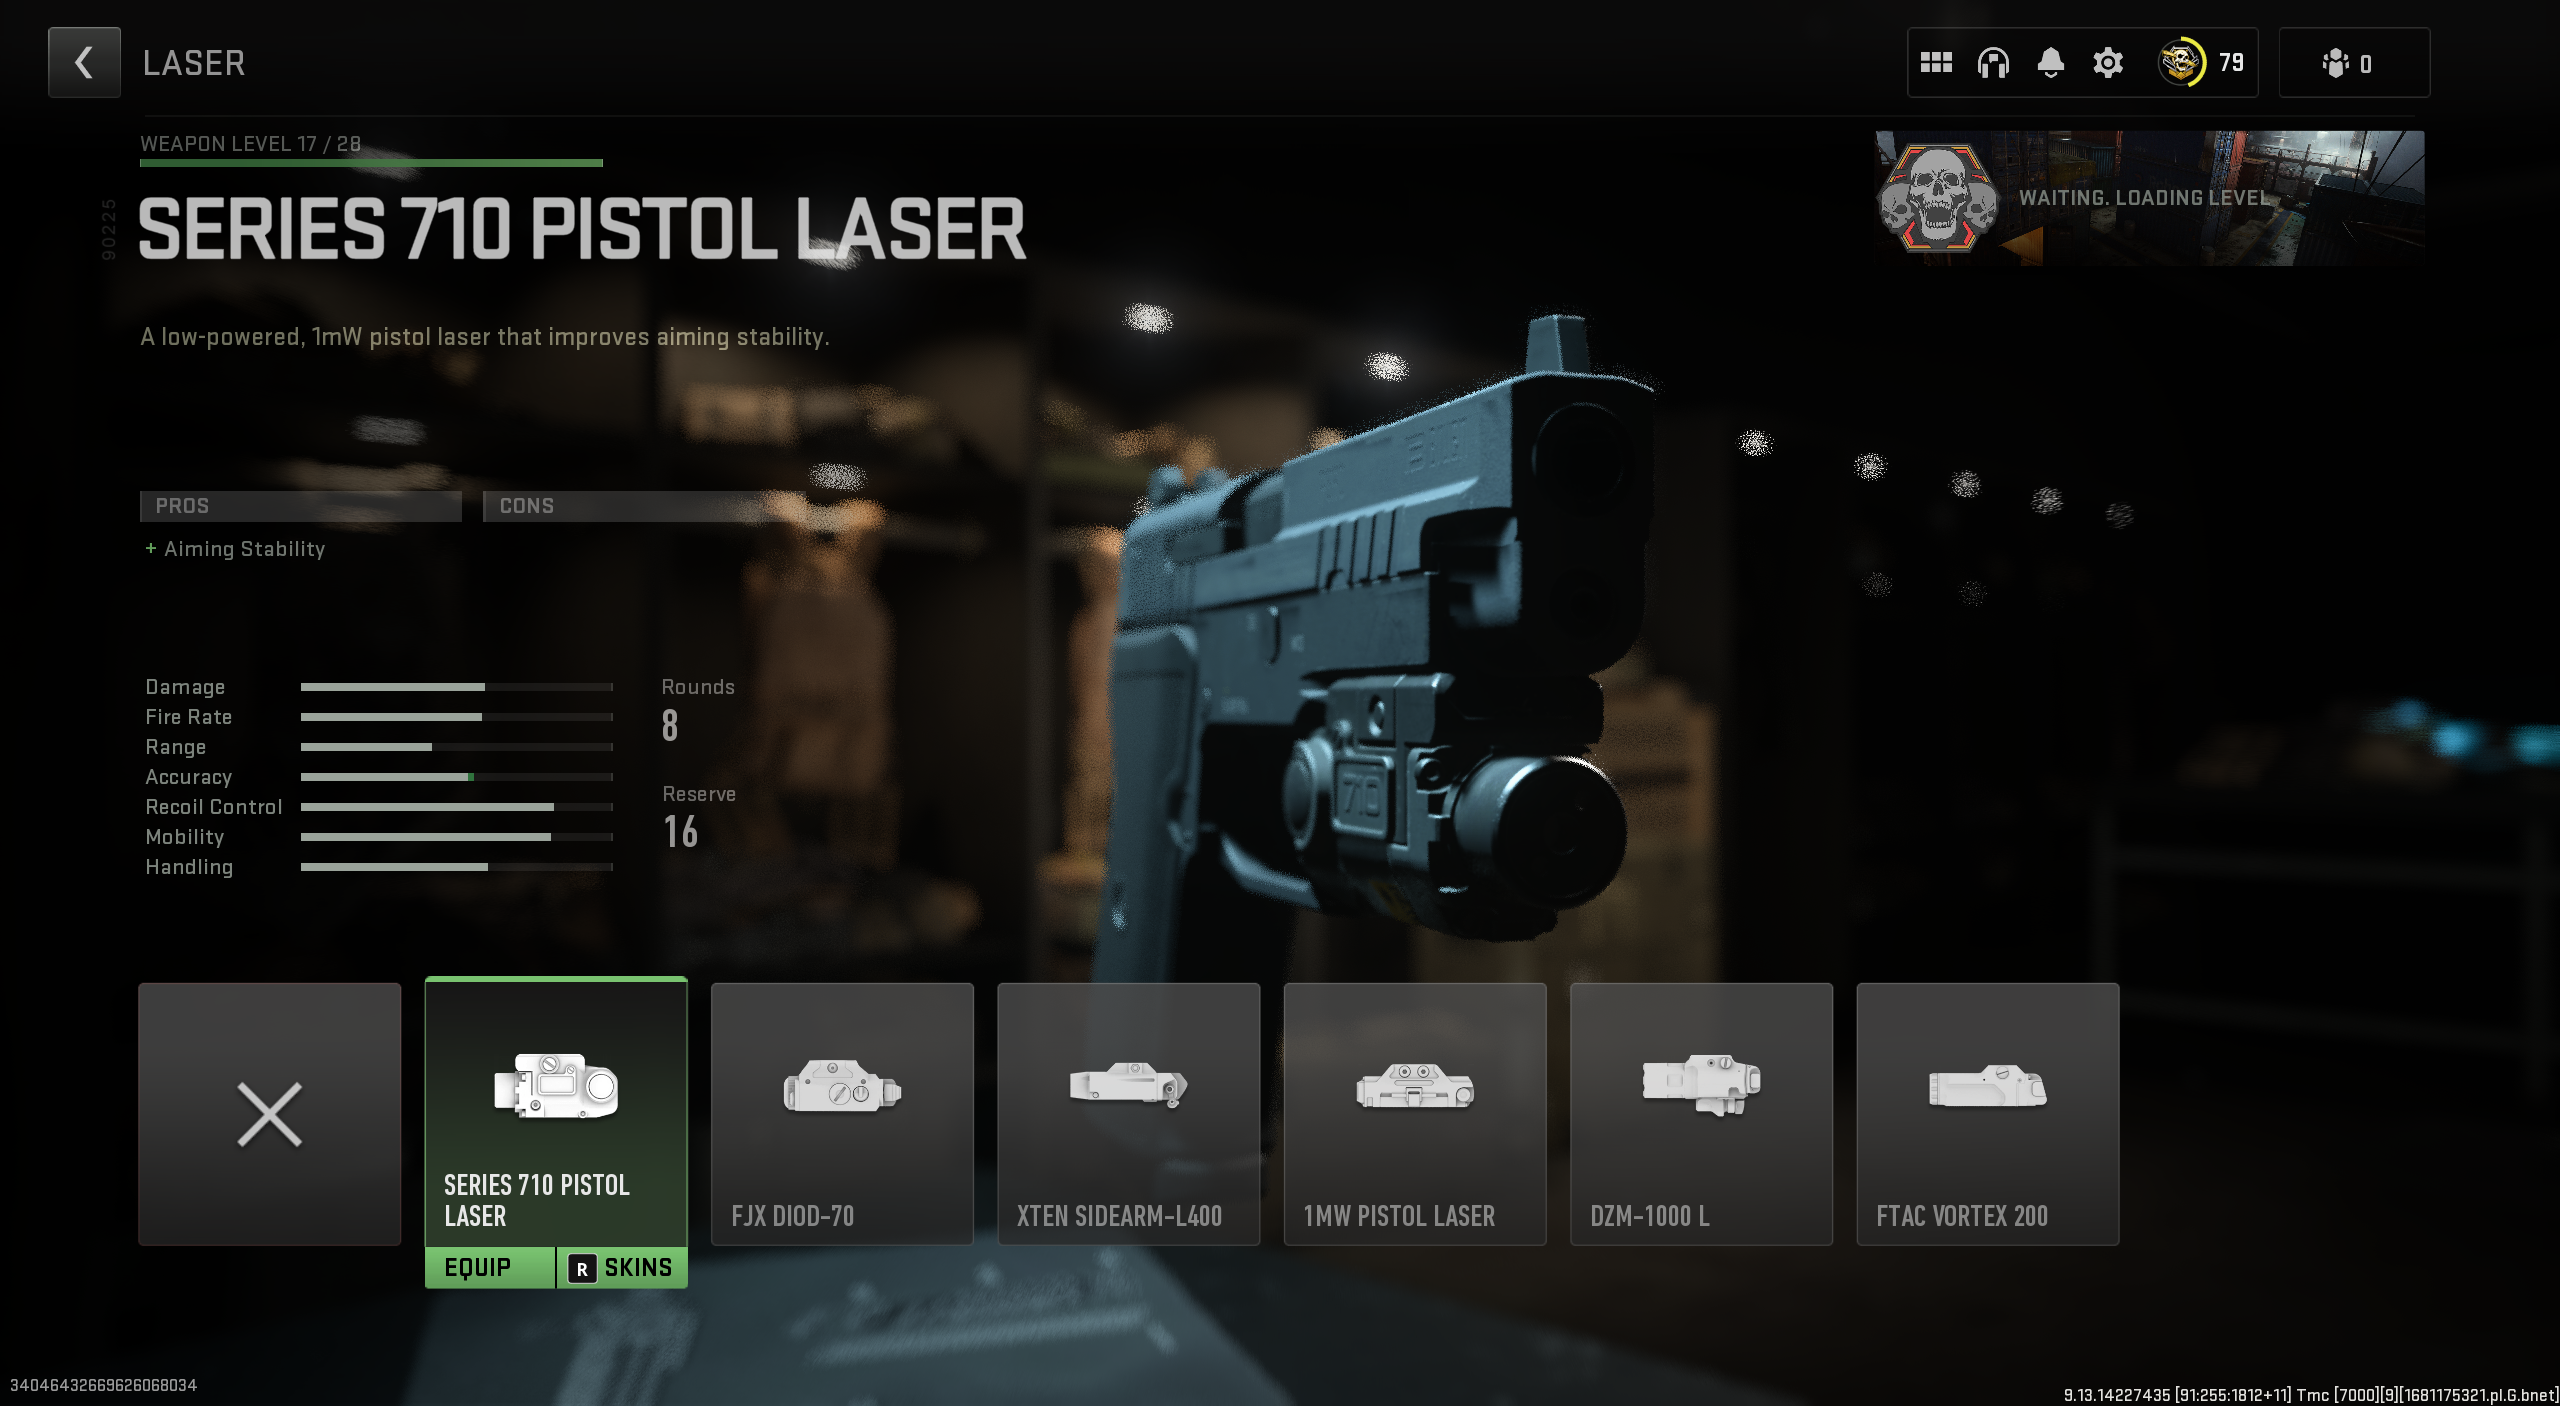 LASER
79
0
WEAPON LEVEL 17 / 28
90225
SERIES 710 PISTOL LASER
WAITING. LOADING LEVEL
A low-powered, 1mW pistol laser that improves aiming stability.
PROS
CONS
+ Aiming Stability
Damage
Fire Rate
Range
Accuracy
Recoil Control
Mobility
Handling
Rounds
8
Reserve
16
710
SERIES 710 PISTOL
LASER
FJX DIOD-70
XTEN SIDEARM-L400
1MW PISTOL LASER
DZM-1000 L
FTAC VORTEX 200
EQUIP
R SKINS
34046432669626068034
9.13.14227435 [91:255:1812+11] Tmc [7000][9][1681175321.pl.G.bnet]